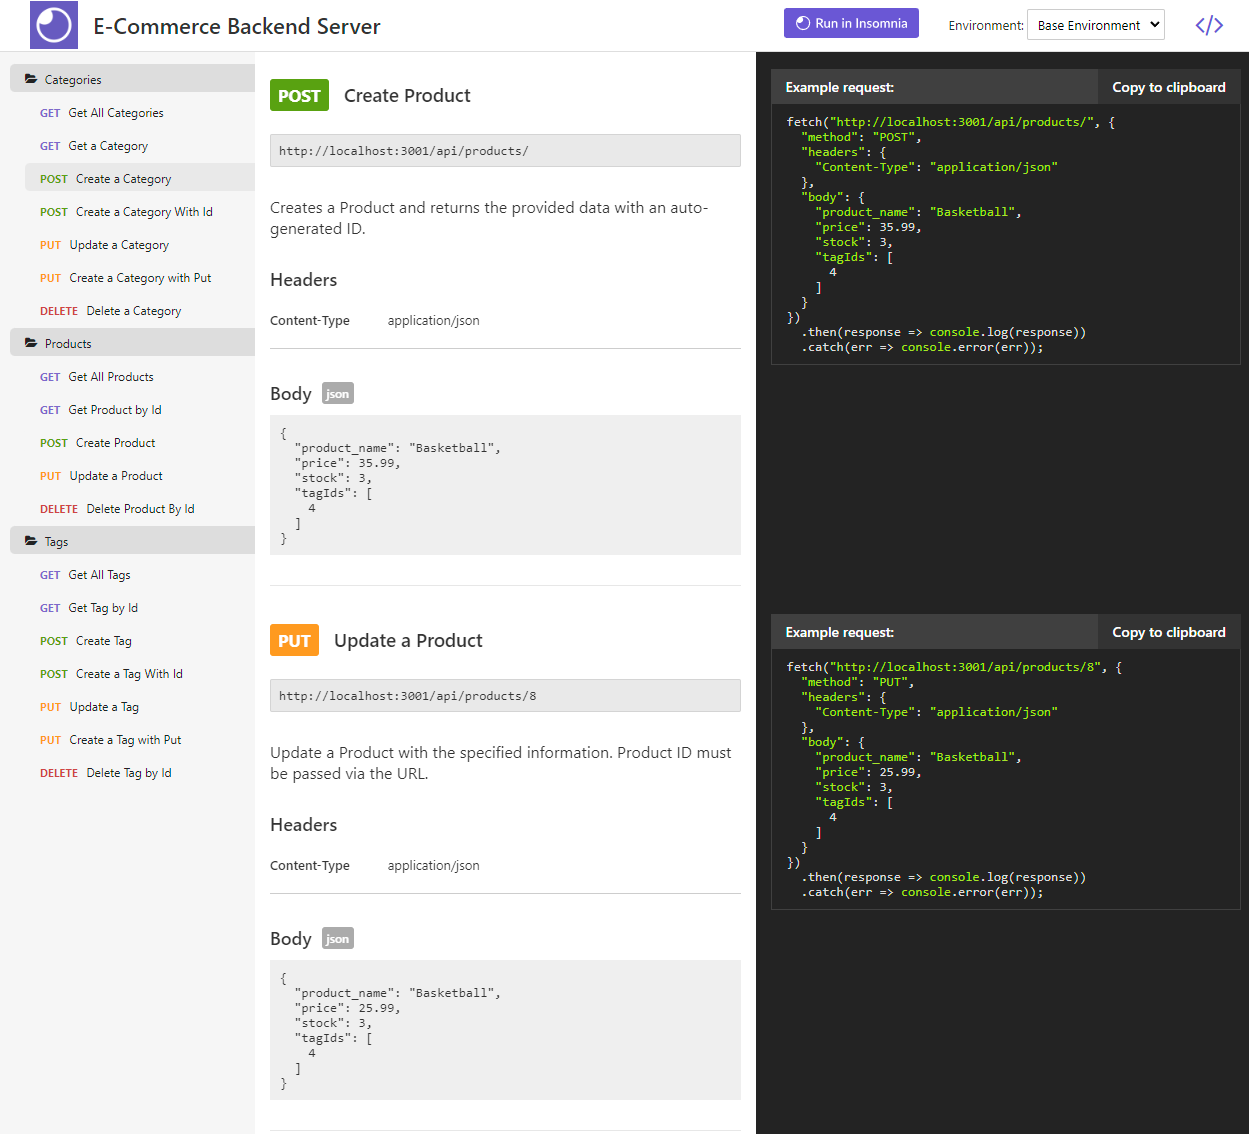 E-Commerce Backend Server
Run in Insomnia
Environment: Base Environment
</>
Categories
GET Get All Categories
GET Get a Category
POST Create a Category
POST Create a Category With Id
PUT Update a Category
PUT Create a Category with Put
DELETE Delete a Category
Products
GET Get All Products
GET Get Product by Id
POST Create Product
PUT Update a Product
DELETE Delete Product By Id
Tags
GET Get All Tags
GET Get Tag by Id
POST Create Tag
POST Create a Tag With Id
PUT Update a Tag
PUT Create a Tag with Put
DELETE Delete Tag by Id
POST Create Product
http://localhost:3001/api/products/
Creates a Product and returns the provided data with an auto-
generated ID.
Headers
Content-Type application/json
Body json
{
  "product_name": "Basketball",
  "price": 35.99,
  "stock": 3,
  "tagIds": [
    4
  ]
}
Example request: Copy to clipboard
fetch("http://localhost:3001/api/products/", {
  "method": "POST",
  "headers": {
    "Content-Type": "application/json"
  },
  "body": {
    "product_name": "Basketball",
    "price": 35.99,
    "stock": 3,
    "tagIds": [
      4
    ]
  }
})
  .then(response => console.log(response))
  .catch(err => console.error(err));
PUT Update a Product
http://localhost:3001/api/products/8
Update a Product with the specified information. Product ID must
be passed via the URL.
Headers
Content-Type application/json
Body json
{
  "product_name": "Basketball",
  "price": 25.99,
  "stock": 3,
  "tagIds": [
    4
  ]
}
Example request: Copy to clipboard
fetch("http://localhost:3001/api/products/8", {
  "method": "PUT",
  "headers": {
    "Content-Type": "application/json"
  },
  "body": {
    "product_name": "Basketball",
    "price": 25.99,
    "stock": 3,
    "tagIds": [
      4
    ]
  }
})
  .then(response => console.log(response))
  .catch(err => console.error(err));